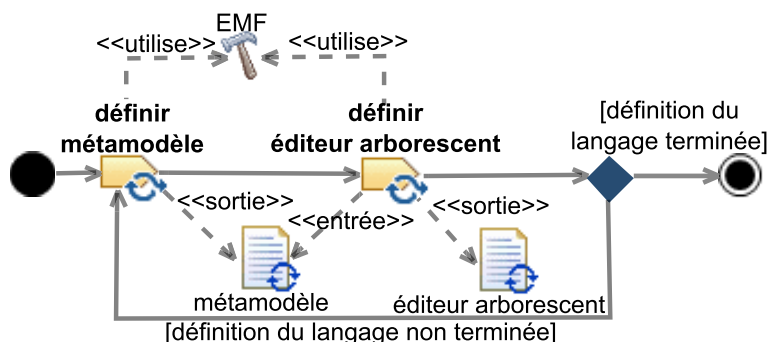 EMF
<<utilise>>
<<utilise>>
définir
métamodèle
définir
éditeur arborescent
[définition du
langage terminée]
<<sortie>>
<<entrée>>
<<sortie>>
métamodèle
éditeur arborescent
[définition du langage non terminée]